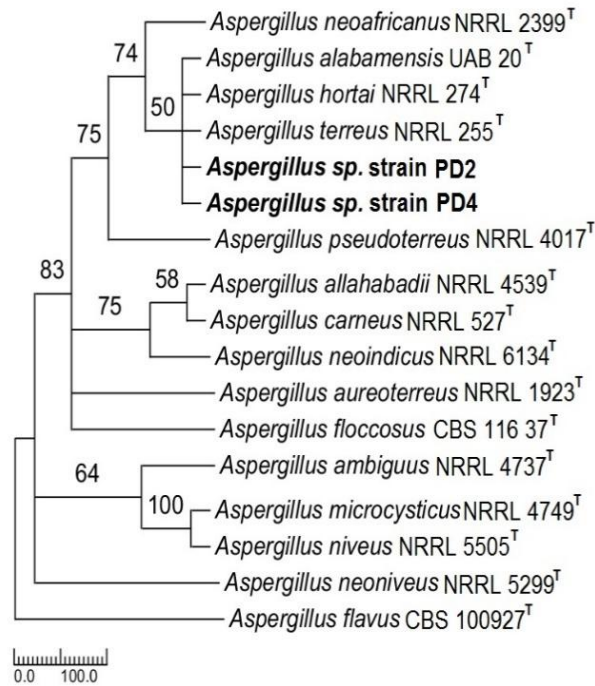 Aspergillus neoafricanus NRRL 2399T
74
Aspergillus alabamensis UAB 20T
Aspergillus hortai NRRL 274T
50
Aspergillus terreus NRRL 255T
75
Aspergillus sp. strain PD2
Aspergillus sp. strain PD4
Aspergillus pseudoterreus NRRL 4017T
83
58
Aspergillus allahabadii NRRL 4539T
75
Aspergillus carneus NRRL 527T
Aspergillus neoindicus NRRL 6134T
Aspergillus aureoterreus NRRL 1923T
Aspergillus floccosus CBS 116 37T
64
Aspergillus ambiguus NRRL 4737T
100
Aspergillus microcysticus NRRL 4749T
Aspergillus niveus NRRL 5505T
Aspergillus neoniveus NRRL 5299T
Aspergillus flavus CBS 100927T
0.0 100.0